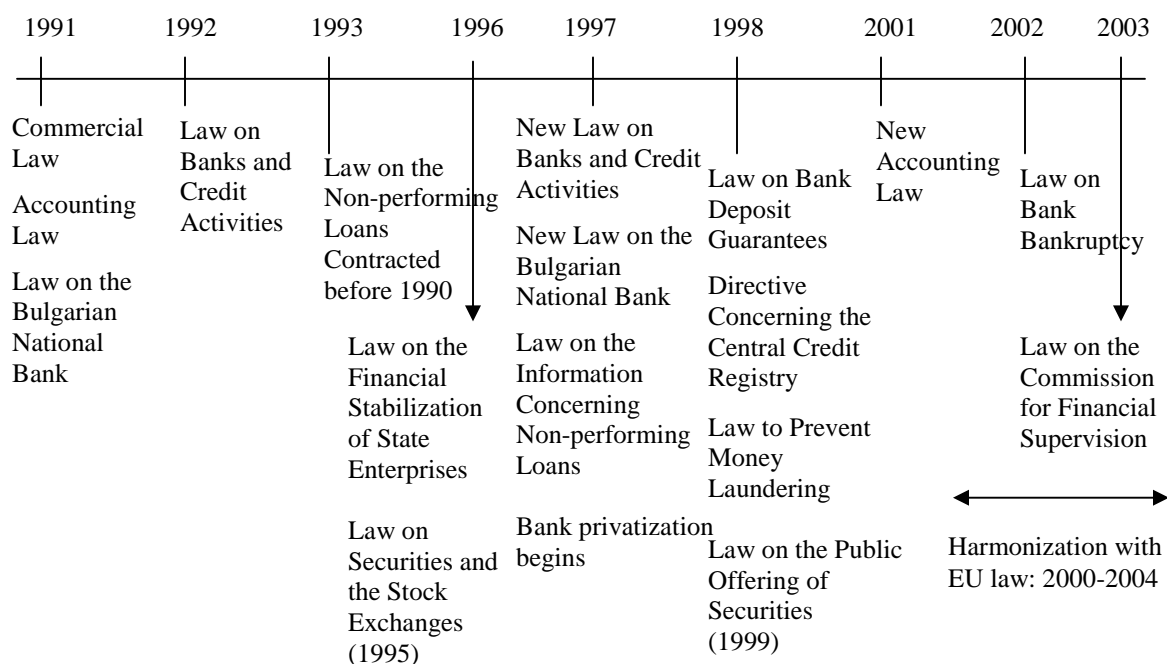 1991 1992 1993 1996 1997 1998 2001 2002 2003
Commercial
Law
Accounting
Law
Law on the
Bulgarian
National
Bank
Law on
Banks and
Credit
Activities
Law on the
Non-performing
Loans
Contracted
before 1990
Law on the
Financial
Stabilization
of State
Enterprises
Law on
Securities and
the Stock
Exchanges
(1995)
New Law on
Banks and Credit
Activities
New Law on the
Bulgarian
National Bank
Law on the
Information
Concerning
Non-performing
Loans
Bank privatization
begins
Law on Bank
Deposit
Guarantees
Directive
Concerning the
Central Credit
Registry
Law to Prevent
Money
Laundering
Law on the Public
Offering of
Securities
(1999)
New
Accounting
Law
Law on
Bank
Bankruptcy
Law on the
Commission
for Financial
Supervision
Harmonization with
EU law: 2000-2004